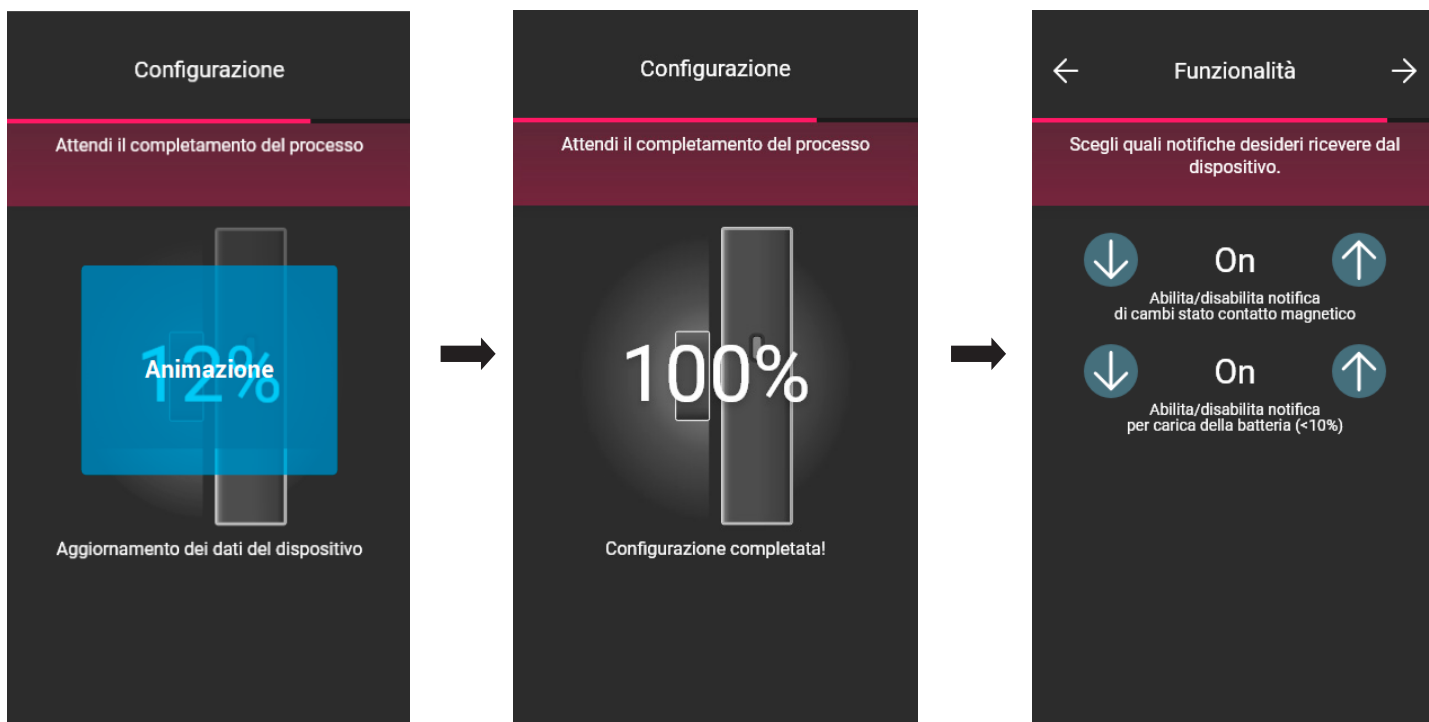 Configurazione
Attendi il completamento del processo
12%
Animazione
Aggiornamento dei dati del dispositivo
Configurazione
Attendi il completamento del processo
100%
Configurazione completata!
Funzionalità
Scegli quali notifiche desideri ricevere dal
dispositivo.
On
Abilita/disabilita notifica
di cambi stato contatto magnetico
On
Abilita/disabilita notifica
per carica della batteria (<10%)